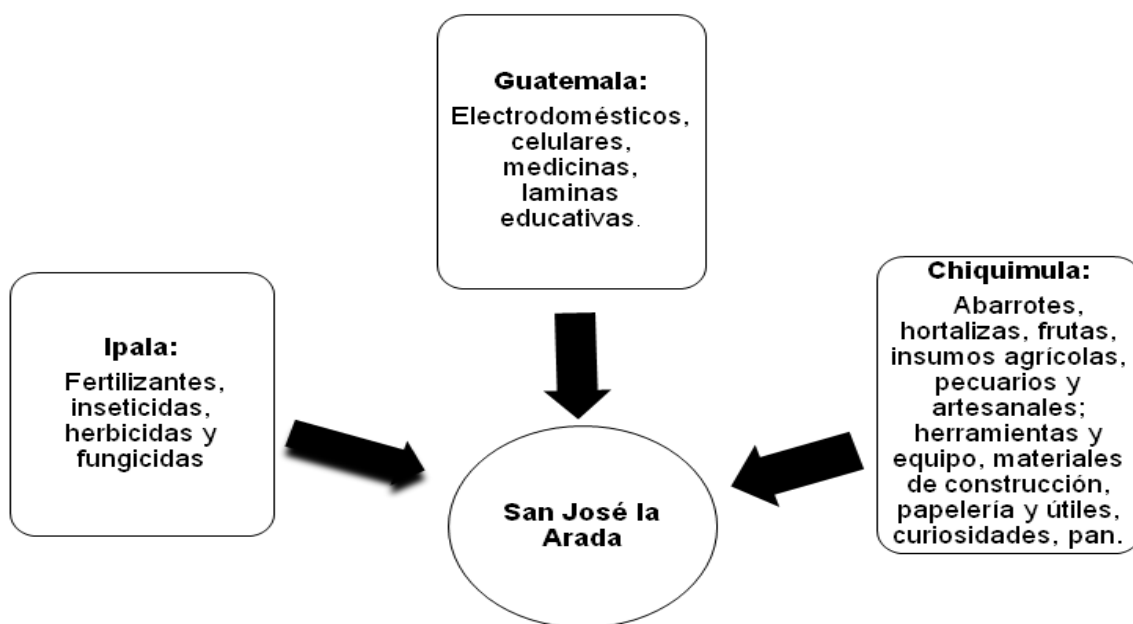 Guatemala:
Electrodomésticos,
celulares,
medicinas,
laminas
educativas.
Ipala:
Fertilizantes,
inseticidas,
herbicidas y
fungicidas
Chiquimula:
Abarrotes,
hortalizas, frutas,
insumos agrícolas,
pecuarios y
artesanales;
herramientas y
equipo, materiales
de construcción,
papelería y útiles,
curiosidades, pan.
San José la
Arada